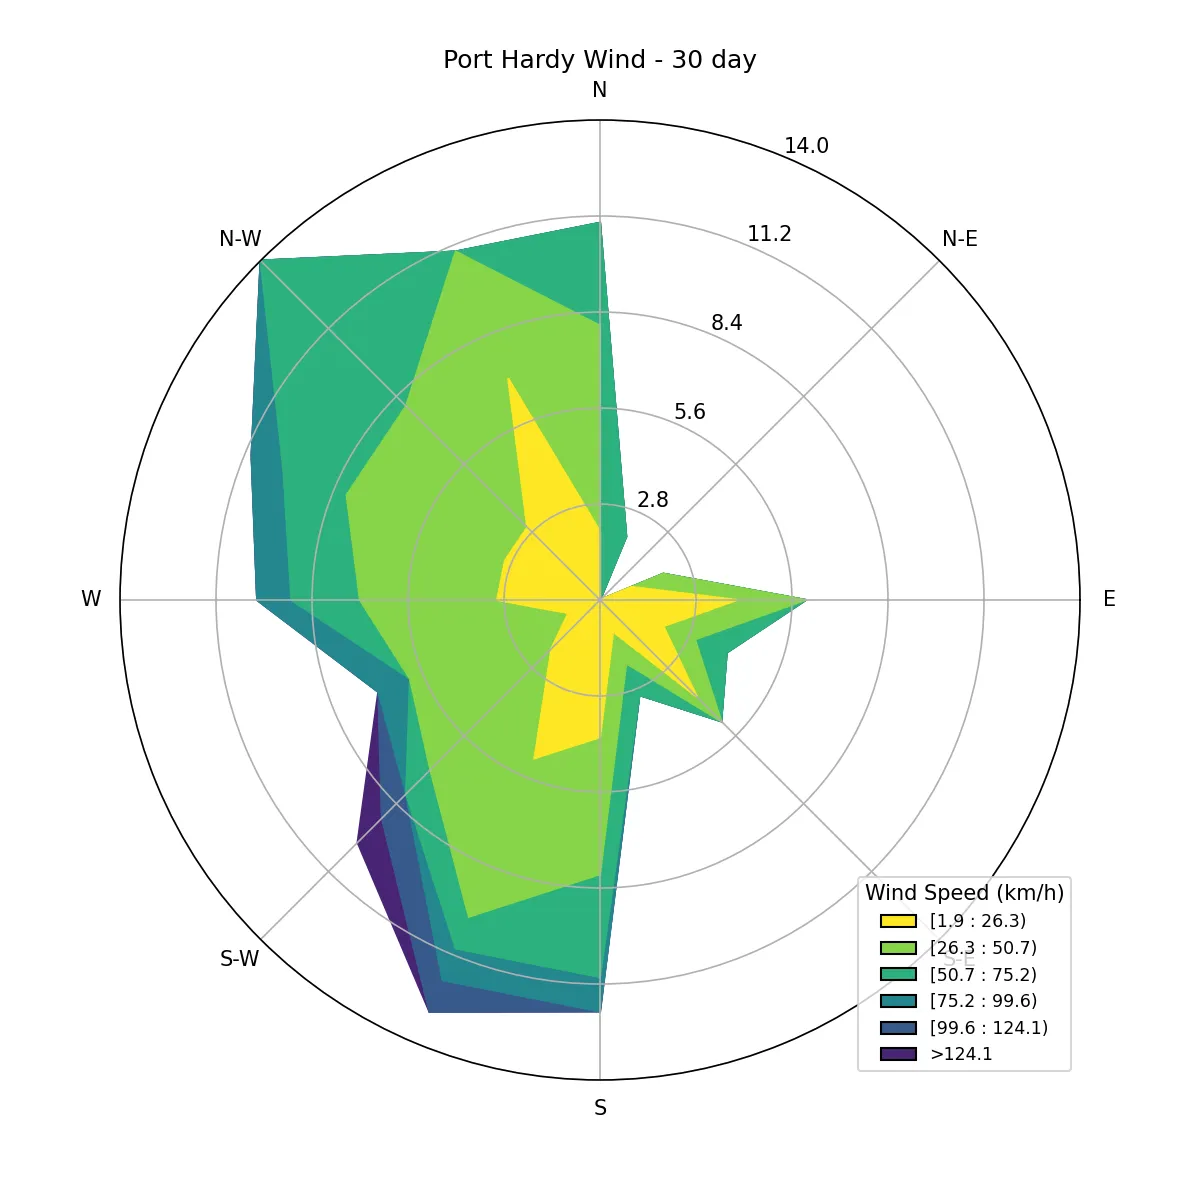 Port Hardy Wind - 30 day
N
14.0
N-W
11.2
N-E
8.4
5.6
2.8
W
E
Wind Speed (km/h)
[1.9 : 26.3)
[26.3 : 50.7)
S-W
S-E
[50.7 : 75.2)
[75.2 : 99.6)
[99.6 : 124.1)
>124.1
S